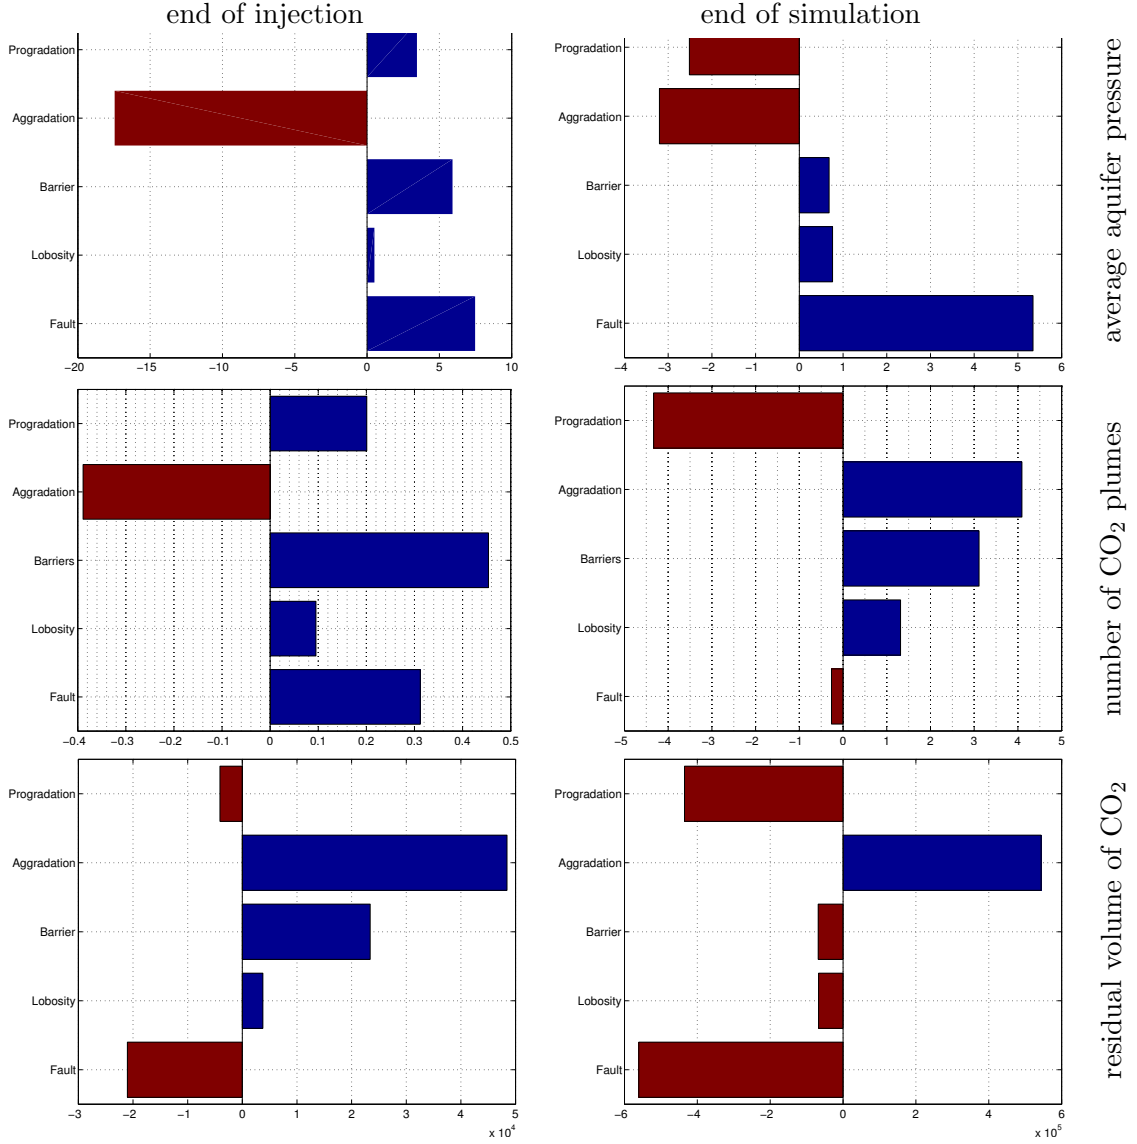 end of injection
end of simulation
Progradation
Aggradation
Barrier
Lobosity
Fault
−20 −15 −10 −5 0 5 10
Progradation
Aggradation
Barrier
Lobosity
Fault
−4 −3 −2 −1 0 1 2 3 4 5 6
average aquifer pressure
Progradation
Aggradation
Barriers
Lobosity
Fault
−0.4 −0.3 −0.2 −0.1 0 0.1 0.2 0.3 0.4 0.5
Progradation
Aggradation
Barriers
Lobosity
Fault
−5 −4 −3 −2 −1 0 1 2 3 4 5
number of CO₂ plumes
Progradation
Aggradation
Barrier
Lobosity
Fault
−3 −2 −1 0 1 2 3 4 5
x 10⁴
Progradation
Aggradation
Barrier
Lobosity
Fault
−6 −4 −2 0 2 4 6
x 10⁵
residual volume of CO₂